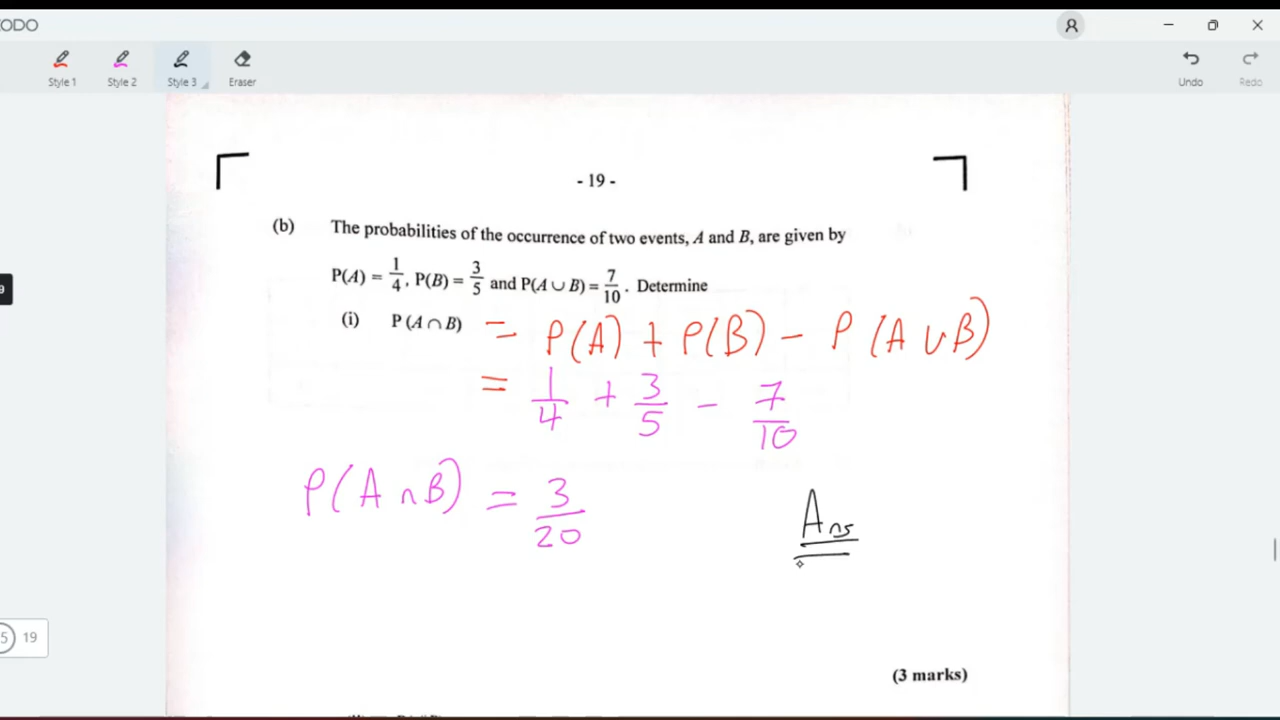 ODO
Style 1 Style 2 Style 3 Eraser Undo Redo
- 19 -
(b) The probabilities of the occurrence of two events, A and B, are given by
P(A) = 1/4, P(B) = 3/5 and P(A ∪ B) = 7/10. Determine
(i) P (A ∩ B) = P(A) + P(B) - P (A ∪ B)
= 1/4 + 3/5 - 7/10
P(A ∩ B) = 3/20
Ans
5 19
(3 marks)